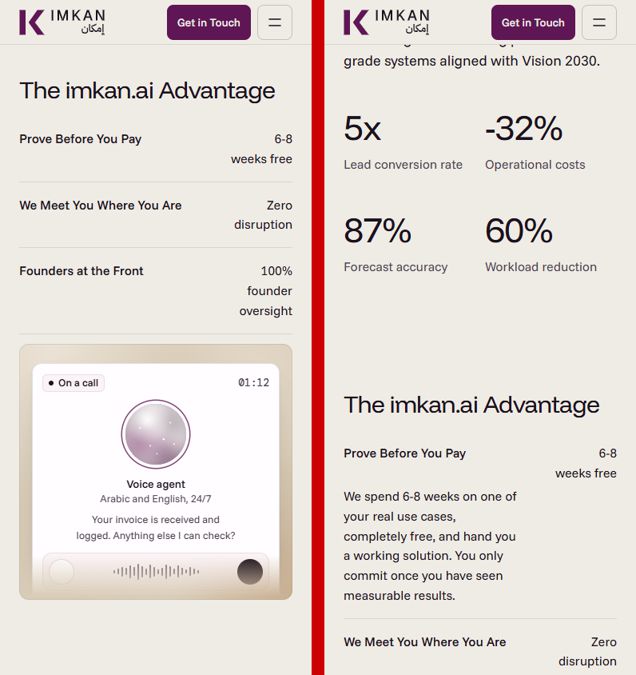 IMKAN
إمكان
Get in Touch
The imkan.ai Advantage
Prove Before You Pay
6-8
weeks free
We Meet You Where You Are
Zero
disruption
Founders at the Front
100%
founder
oversight
On a call
01:12
Voice agent
Arabic and English, 24/7
Your invoice is received and
logged. Anything else I can check?
IMKAN
إمكان
Get in Touch
grade systems aligned with Vision 2030.
5x
Lead conversion rate
-32%
Operational costs
87%
Forecast accuracy
60%
Workload reduction
The imkan.ai Advantage
Prove Before You Pay
6-8
weeks free
We spend 6-8 weeks on one of
your real use cases,
completely free, and hand you
a working solution. You only
commit once you have seen
measurable results.
We Meet You Where You Are
Zero
disruption